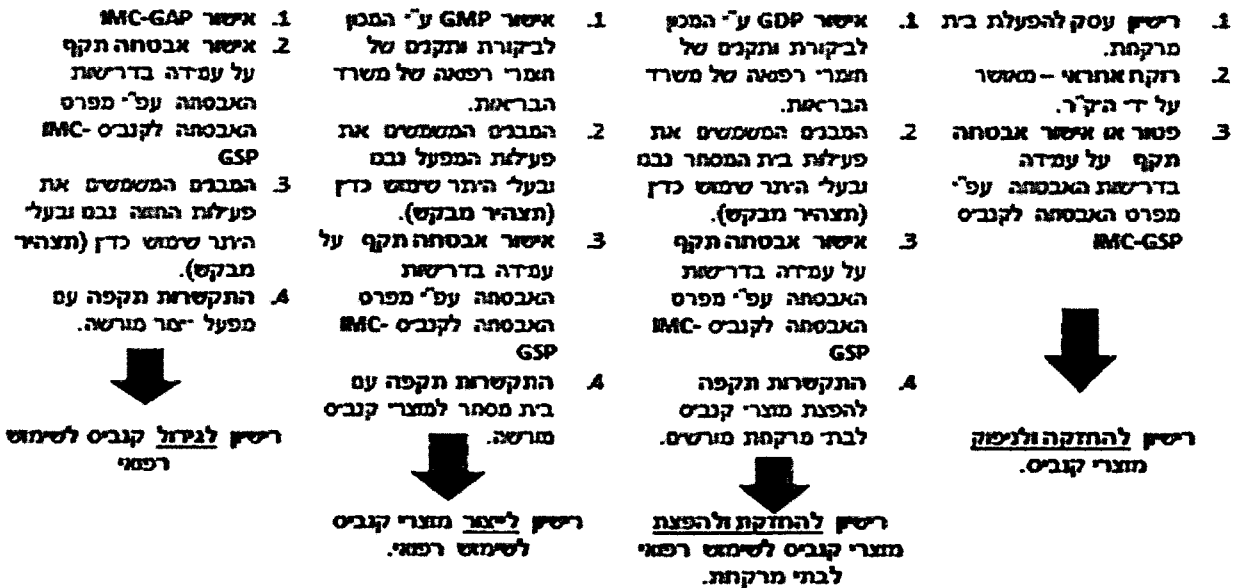 1. רישיון עסק להפעלת בית
מרקחת.
2. רוקח אחראי – מאושר
על ידי היק"ר.
3. פטור או אישור אבטחה
תקף על עמידה
בדרישות האבטחה עפ"י
מפרט האבטחה לקנביס
IMC-GSP
רישיון להחזקה ולניפוק
מוצרי קנביס.
1. אישור GDP ע"י המכון
לביקורת ותקנים של
חומרי רפואה של משרד
הבריאות.
2. המבנים המשמשים את
פעילות בית המסחר נבנו
ובעלי היתר שימוש כדין
(תצהיר מבקש).
3. אישור אבטחה תקף
על עמידה בדרישות
האבטחה עפ"י מפרט
האבטחה לקנביס IMC-
GSP
4. התקשרות תקפה
להפצת מוצרי קנביס
לבתי מרקחת מורשים.
רישיון להחזקת ולהפצת
מוצרי קנביס לשימוש רפואי
לבתי מרקחת.
1. אישור GMP ע"י המכון
לביקורת ותקנים של
חומרי רפואה של משרד
הבריאות.
2. המבנים המשמשים את
פעילות המפעל נבנו
ובעלי היתר שימוש כדין
(תצהיר מבקש).
3. אישור אבטחה תקף על
עמידה בדרישות
האבטחה עפ"י מפרט
האבטחה לקנביס IMC-
GSP
4. התקשרות תקפה עם
בית מסחר למוצרי קנביס
מורשה.
רישיון לייצור מוצרי קנביס
לשימוש רפואי.
1. אישור IMC-GAP
2. אישור אבטחה תקף
על עמידה בדרישות
האבטחה עפ"י מפרט
האבטחה לקנביס IMC-
GSP
3. המבנים המשמשים את
פעילות החווה נבנו ובעלי
היתר שימוש כדין (תצהיר
מבקש).
4. התקשרות תקפה עם
מפעל ייצור מורשה.
רישיון לגידול קנביס לשימוש
רפואי